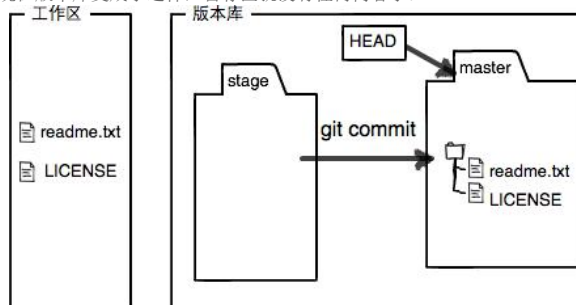 工作区
版本库
HEAD
stage
master
git commit
readme.txt
LICENSE
readme.txt
LICENSE